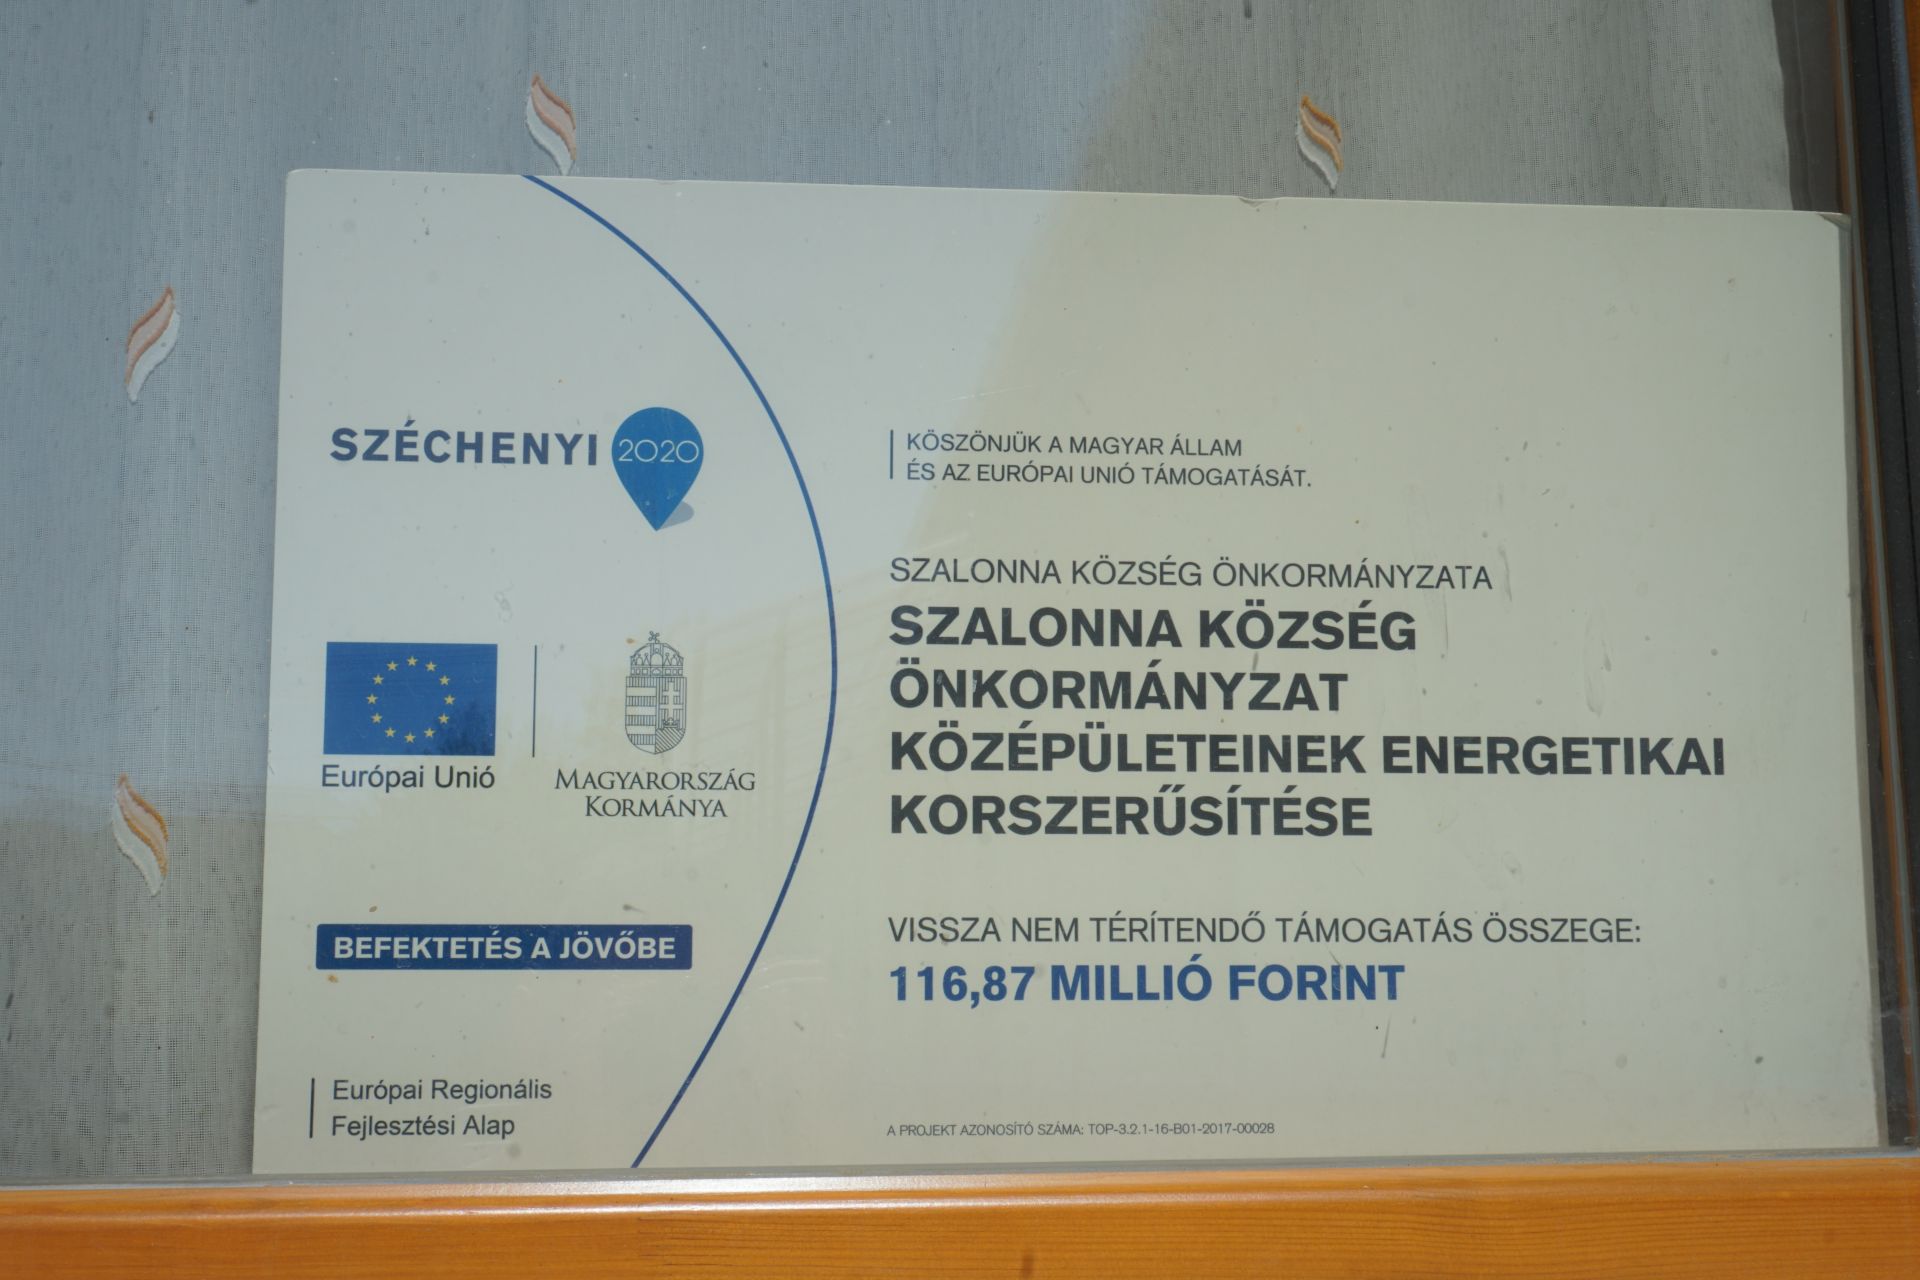 SZÉCHENYI 2020
Európai Unió
MAGYARORSZÁG
KORMÁNYA
BEFEKTETÉS A JÖVŐBE
Európai Regionális
Fejlesztési Alap
KÖSZÖNJÜK A MAGYAR ÁLLAM
ÉS AZ EURÓPAI UNIÓ TÁMOGATÁSÁT.
SZALONNA KÖZSÉG ÖNKORMÁNYZATA
SZALONNA KÖZSÉG
ÖNKORMÁNYZAT
KÖZÉPÜLETEINEK ENERGETIKAI
KORSZERŰSÍTÉSE
VISSZA NEM TÉRÍTENDŐ TÁMOGATÁS ÖSSZEGE:
116,87 MILLIÓ FORINT
A PROJEKT AZONOSÍTÓ SZÁMA: TOP-3.2.1-16-B01-2017-00028